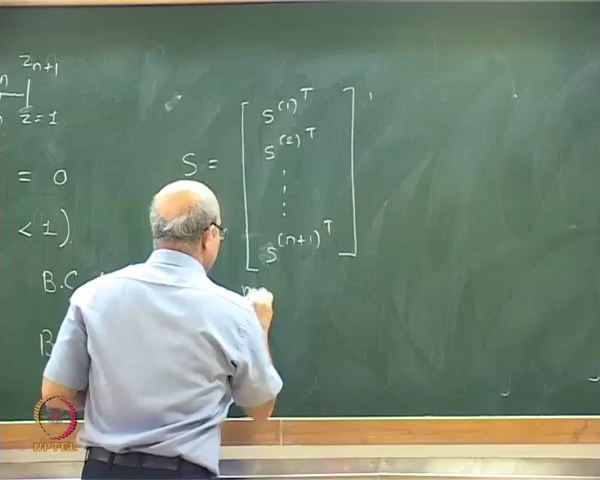 n z_{n+1}
z = 1
= 0
< 1)
B.C
B
S = [ s^{(1)T}
s^{(2)T}
⋮
s^{(n+1)T} ]
NPTEL